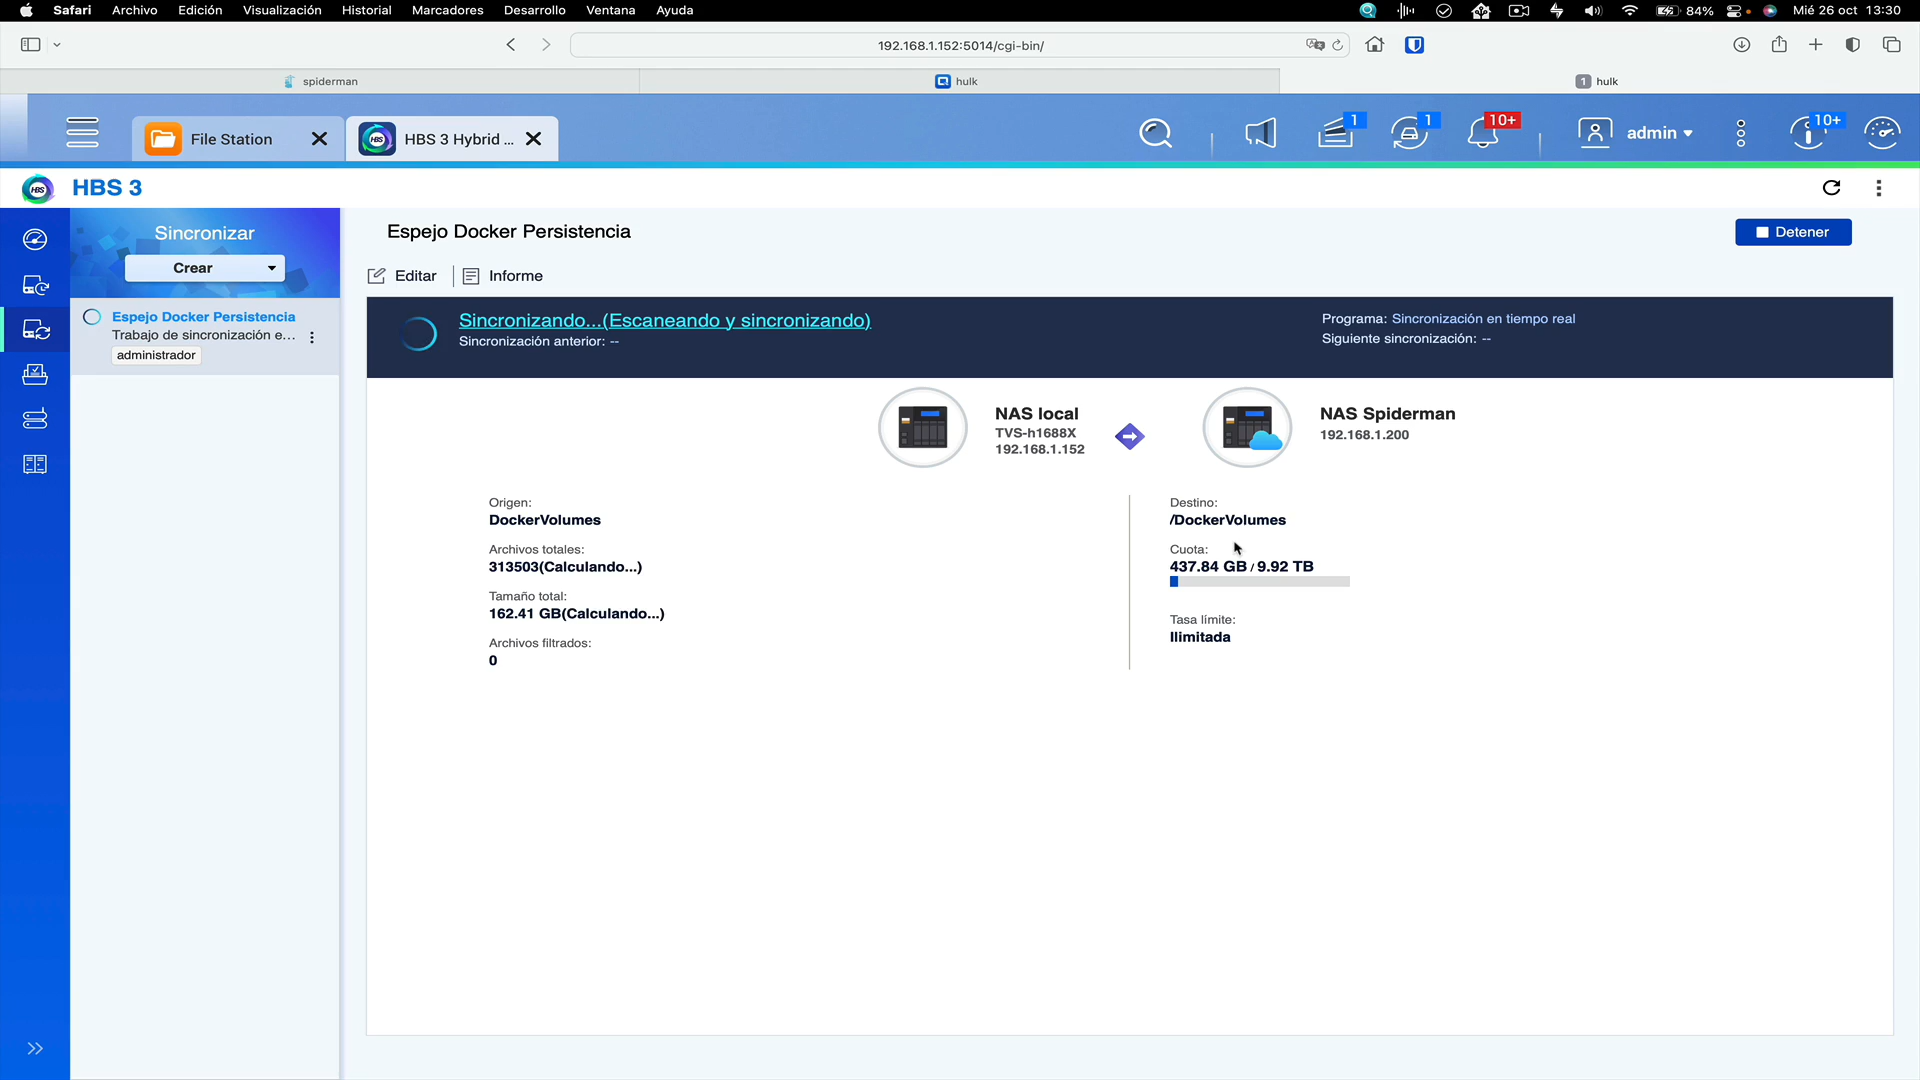 Safari Archivo Edición Visualización Historial Marcadores Desarrollo Ventana Ayuda 84% Mié 26 oct 13:30
192.168.1.152:5014/cgi-bin/
spiderman hulk 1 hulk
File Station HBS 3 Hybrid ... 1 1 10+ admin 10+
HBS HBS 3
Sincronizar
Crear
Espejo Docker Persistencia
Trabajo de sincronización e...
administrador
Espejo Docker Persistencia
Detener
Editar Informe
Sincronizando...(Escaneando y sincronizando)
Sincronización anterior: --
Programa: Sincronización en tiempo real
Siguiente sincronización: --
NAS local
TVS-h1688X
192.168.1.152
NAS Spiderman
192.168.1.200
Origen:
DockerVolumes
Archivos totales:
313503(Calculando...)
Tamaño total:
162.41 GB(Calculando...)
Archivos filtrados:
0
Destino:
/DockerVolumes
Cuota:
437.84 GB / 9.92 TB
Tasa límite:
Ilimitada